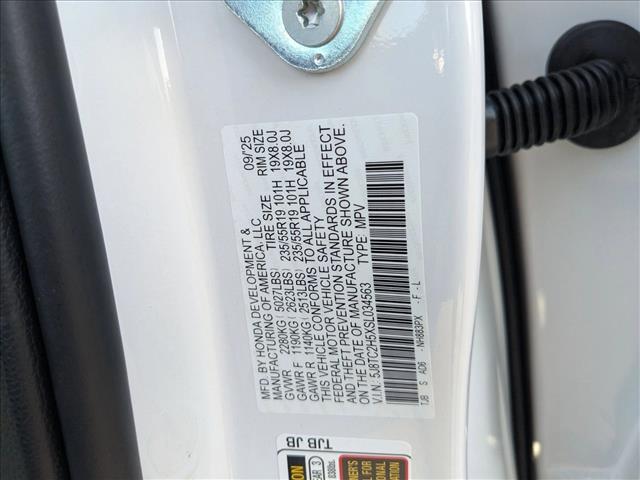 MFD. BY HONDA DEVELOPMENT & 09/'25
MANUFACTURING OF AMERICA, LLC
TIRE SIZE RIM SIZE
GVWR 2280KG(5027LBS)
GAWR F 1190KG(2623LBS) 235/55R19 101H 19X8.0J
GAWR R 1140KG(2513LBS) 235/55R19 101H 19X8.0J
THIS VEHICLE CONFORMS TO ALL APPLICABLE
FEDERAL MOTOR VEHICLE SAFETY
AND THEFT PREVENTION STANDARDS IN EFFECT
ON THE DATE OF MANUFACTURE SHOWN ABOVE.
V.I.N: 5J8TC2H5XSL034563 TYPE: MPV
TJB S A06 -NH883PX -F -L
TJB JB